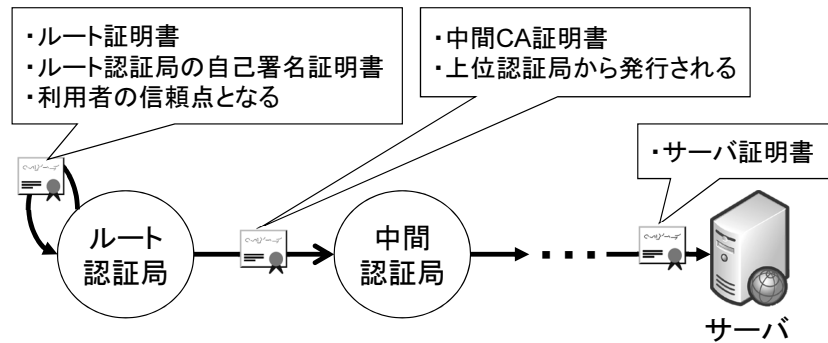 ・ルート証明書
・ルート認証局の自己署名証明書
・利用者の信頼点となる
・中間CA証明書
・上位認証局から発行される
・サーバ証明書
ルート
認証局
中間
認証局
サーバ